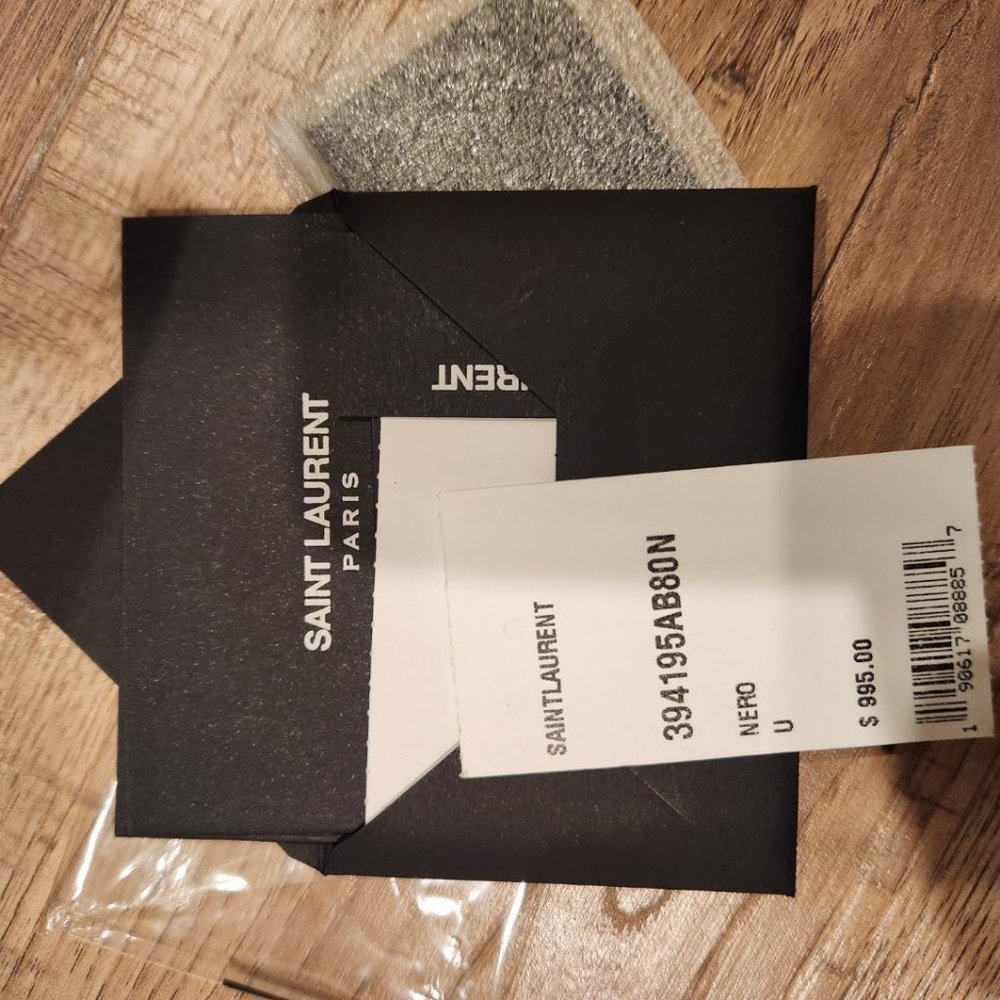 SAINT LAURENT
PARIS
RENT
SAINTLAURENT
394195AB80N
NERO
U
$ 995.00
1 90617 08885 7